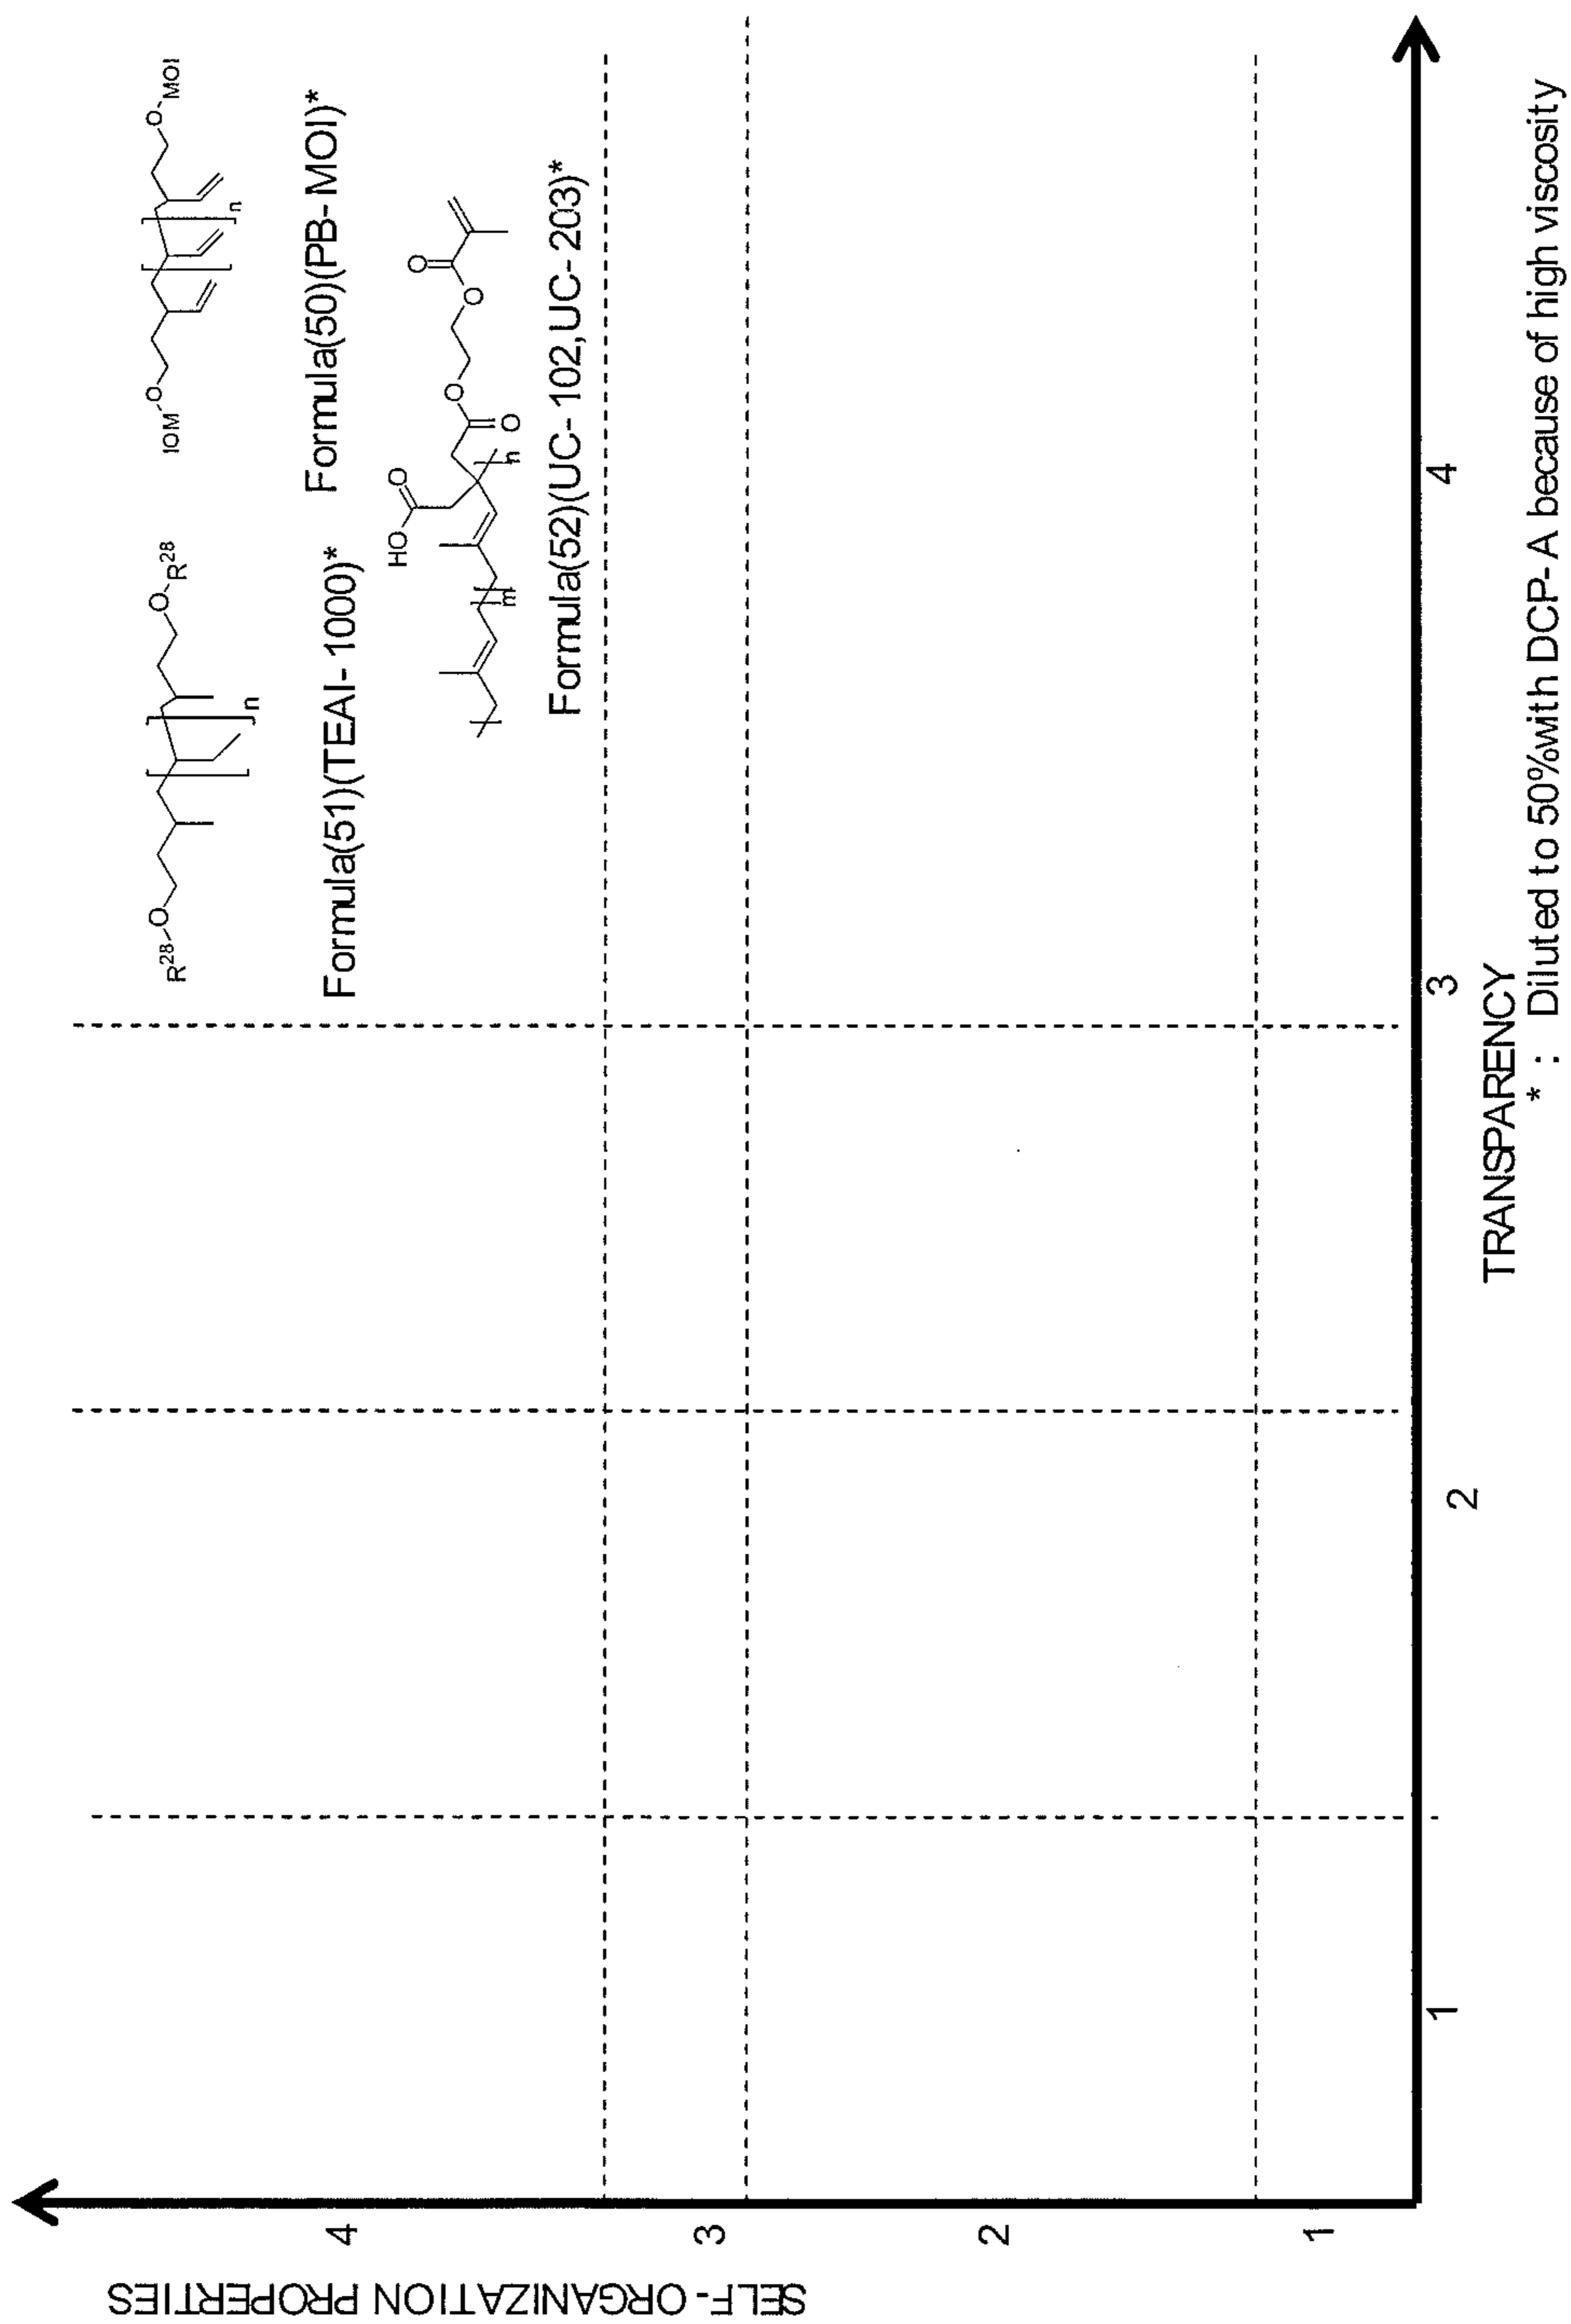 SELF-ORGANIZATION PROPERTIES
4
3
2
1
R28 O O R28
n
Formula(51)(TEAI-1000)*
IOM O O MOI
n
Formula(50)(PB-MOI)*
HO O O O O O
m n
Formula(52)(UC-102,UC-203)*
1 2 3 4
TRANSPARENCY
* : Diluted to 50%with DCP-A because of high viscosity